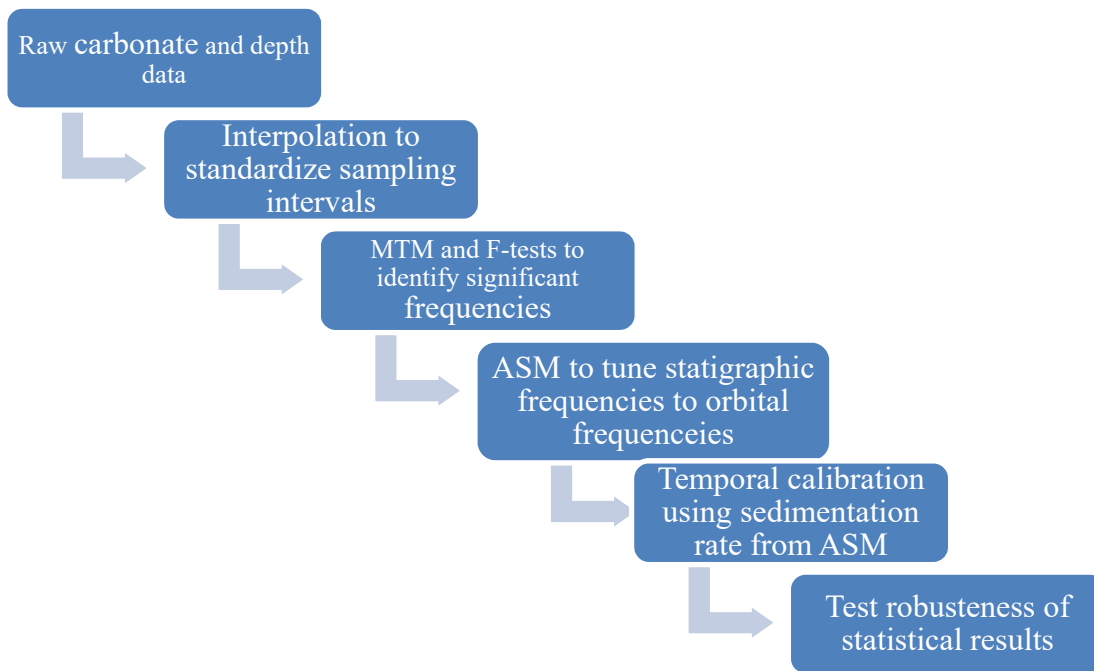 Raw carbonate and depth
data
Interpolation to
standardize sampling
intervals
MTM and F-tests to
identify significant
frequencies
ASM to tune statigraphic
frequencies to orbital
frequenceies
Temporal calibration
using sedimentation
rate from ASM
Test robusteness of
statistical results